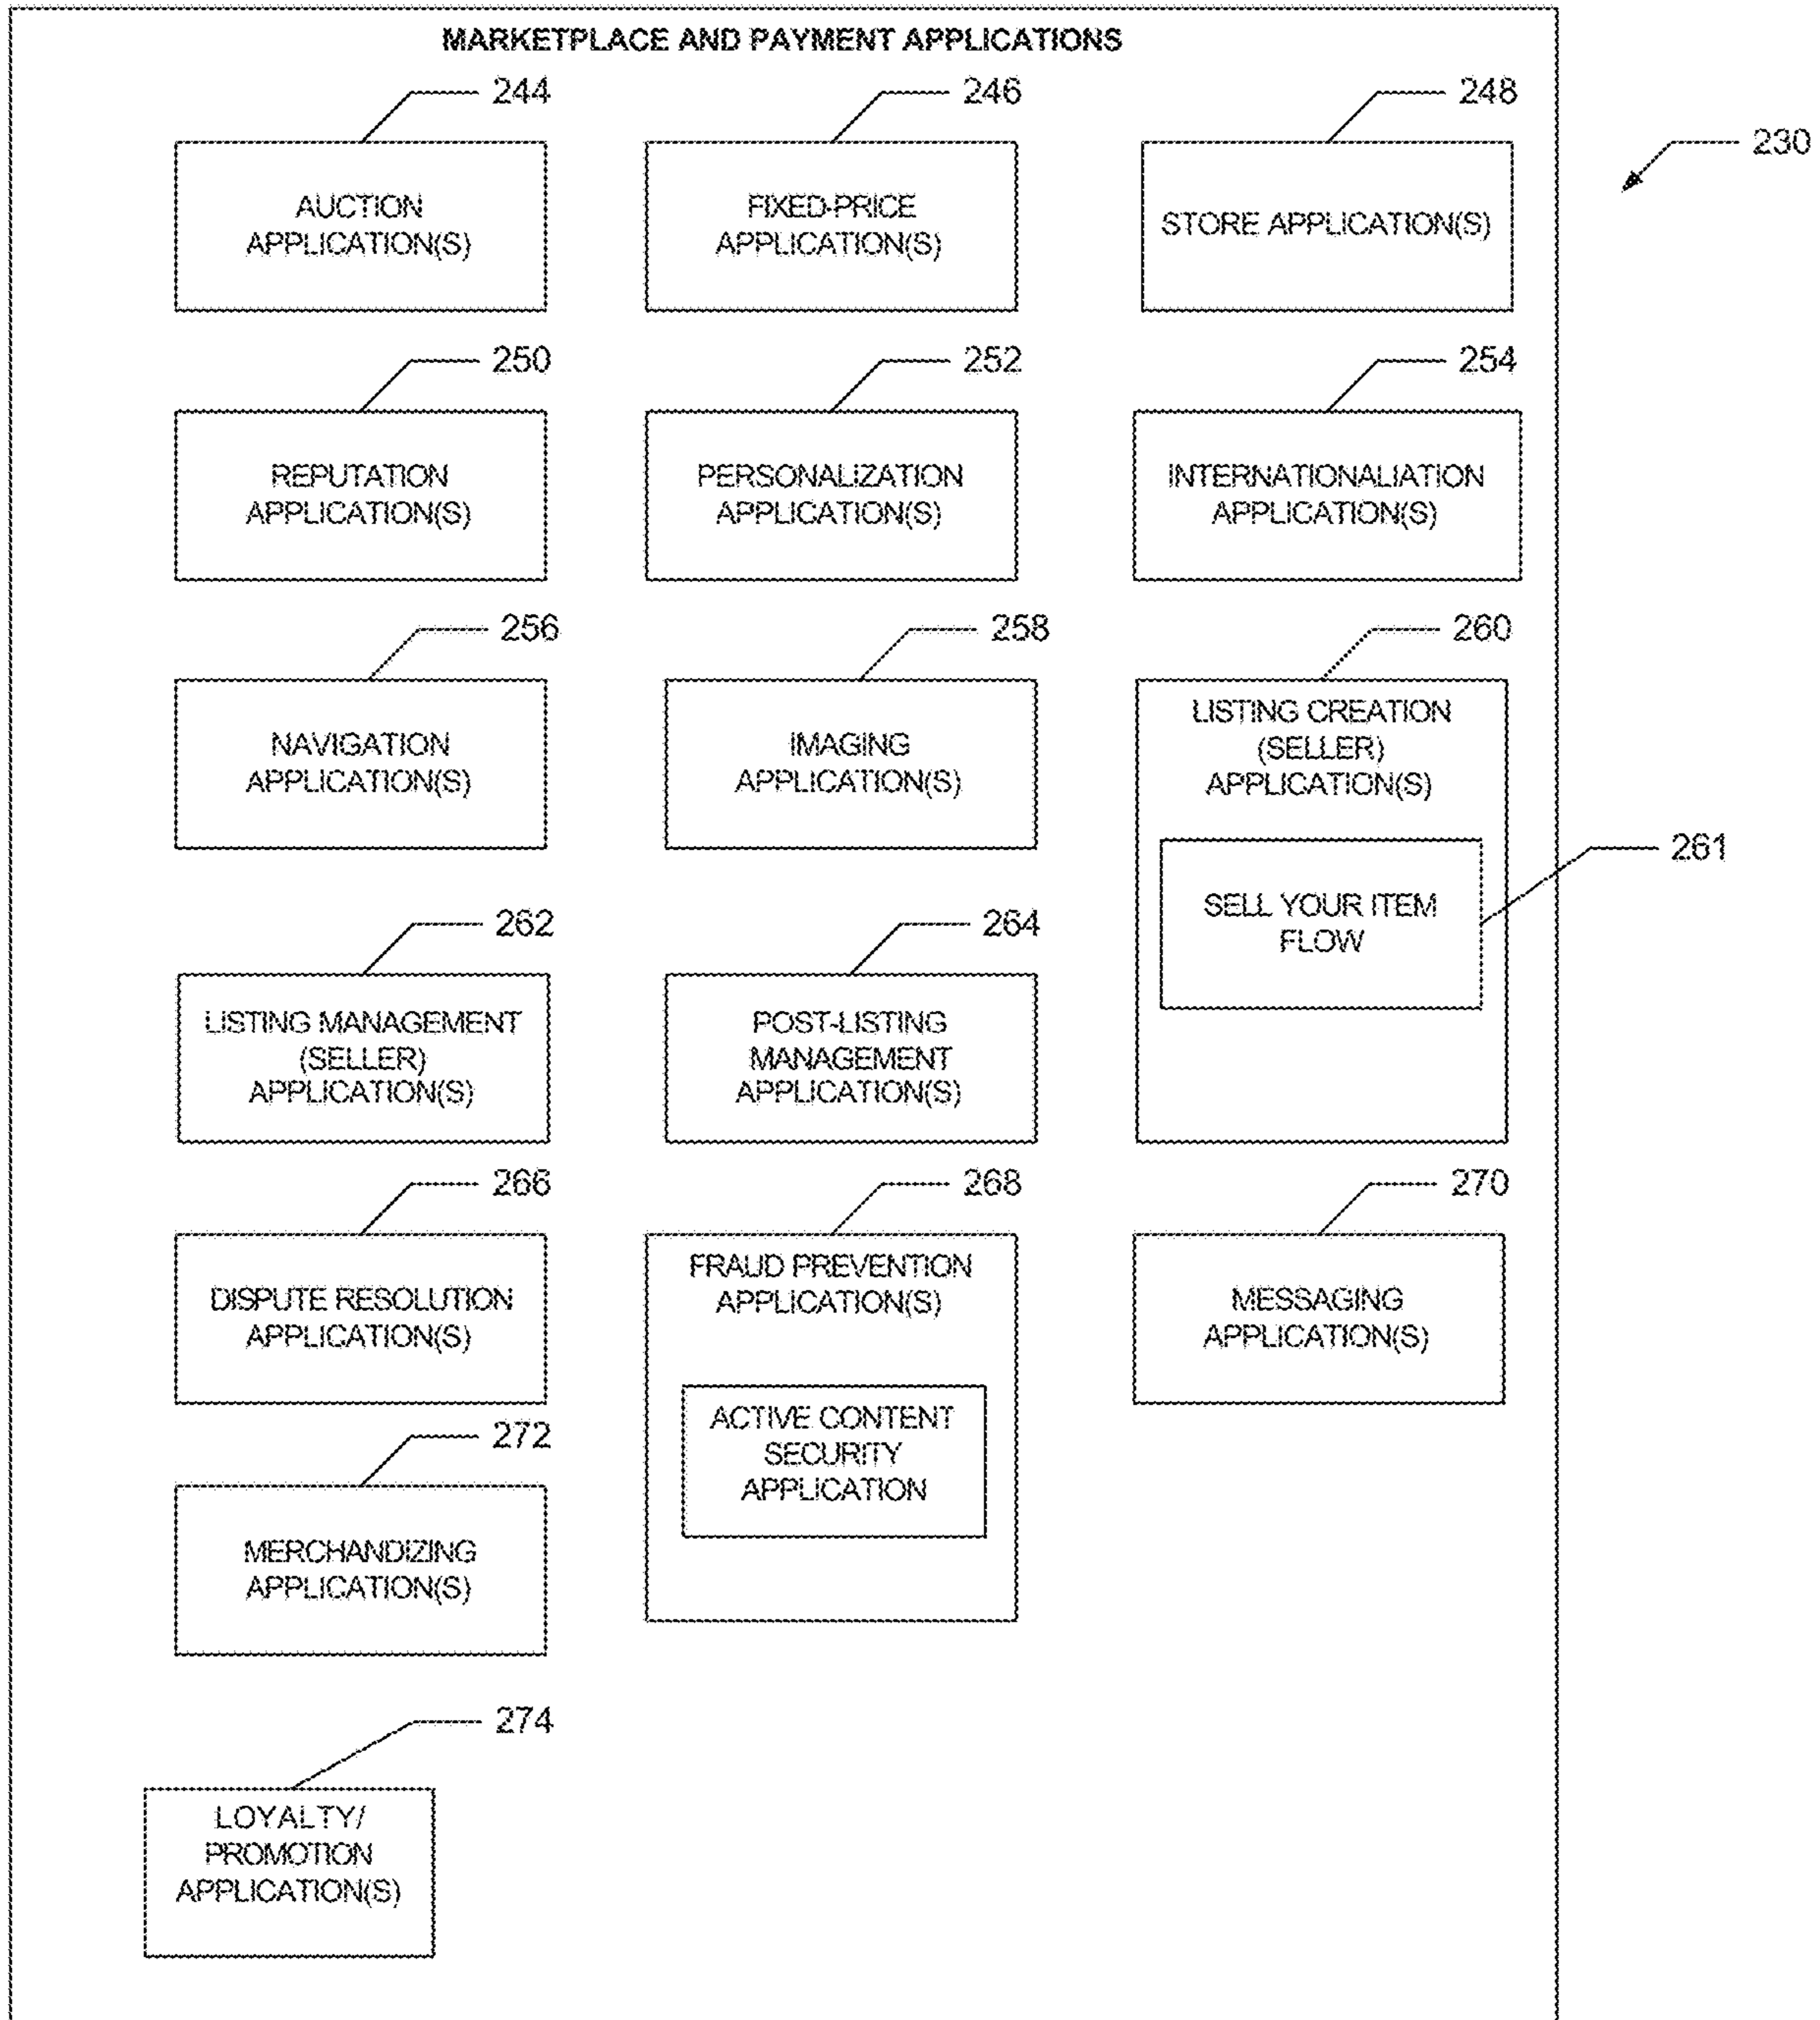 MARKETPLACE AND PAYMENT APPLICATIONS
244
246
248
230
AUCTION
APPLICATION(S)
FIXED-PRICE
APPLICATION(S)
STORE APPLICATION(S)
250
252
254
REPUTATION
APPLICATION(S)
PERSONALIZATION
APPLICATION(S)
INTERNATIONALIATION
APPLICATION(S)
256
258
260
NAVIGATION
APPLICATION(S)
IMAGING
APPLICATION(S)
LISTING CREATION
(SELLER)
APPLICATION(S)
261
SELL YOUR ITEM
FLOW
262
264
LISTING MANAGEMENT
(SELLER)
APPLICATION(S)
POST-LISTING
MANAGEMENT
APPLICATION(S)
266
268
270
DISPUTE RESOLUTION
APPLICATION(S)
FRAUD PREVENTION
APPLICATION(S)
ACTIVE CONTENT
SECURITY
APPLICATION
MESSAGING
APPLICATION(S)
272
MERCHANDIZING
APPLICATION(S)
274
LOYALTY/
PROMOTION
APPLICATION(S)